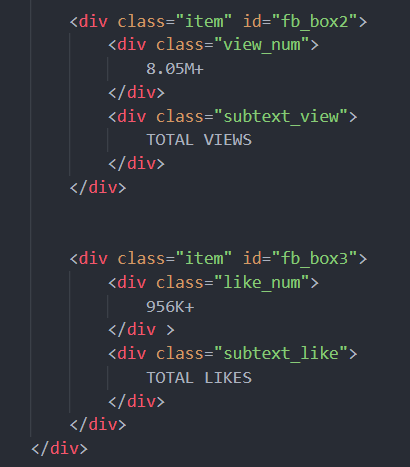 <div class="item" id="fb_box2">
<div class="view_num">
8.05M+
</div>
<div class="subtext_view">
TOTAL VIEWS
</div>
</div>
<div class="item" id="fb_box3">
<div class="like_num">
956K+
</div >
<div class="subtext_like">
TOTAL LIKES
</div>
</div>
</div>